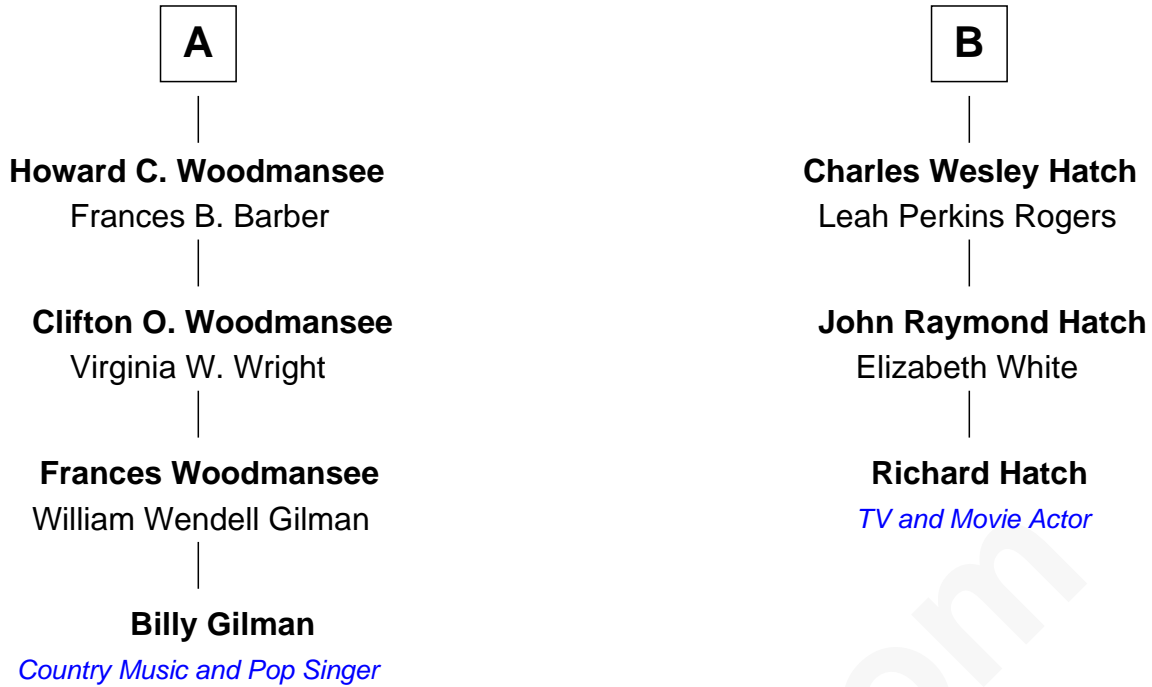 A
Howard C. Woodmansee
Frances B. Barber
Clifton O. Woodmansee
Virginia W. Wright
Frances Woodmansee
William Wendell Gilman
Billy Gilman
Country Music and Pop Singer
B
Charles Wesley Hatch
Leah Perkins Rogers
John Raymond Hatch
Elizabeth White
Richard Hatch
TV and Movie Actor
om